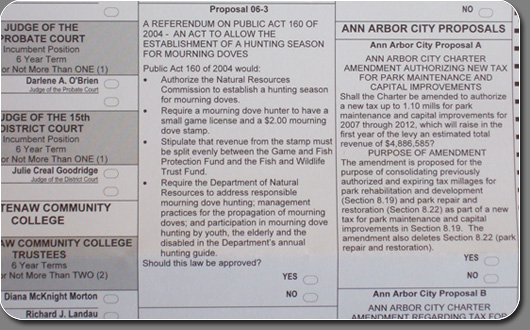 JUDGE OF THE
PROBATE COURT
Incumbent Position
6 Year Term
or Not More Than ONE (1)
Darlene A. O'Brien
Judge of the Probate Court
JUDGE OF THE 15th
DISTRICT COURT
Incumbent Position
6 Year Term
or Not More Than ONE (1)
Julie Creal Goodridge
Judge of the District Court
TENAW COMMUNITY
COLLEGE
AW COMMUNITY COLLEGE
TRUSTEES
6 Year Terms
or Not More Than TWO (2)
Diana McKnight Morton
Richard J. Landau
Proposal 06-3
A REFERENDUM ON PUBLIC ACT 160 OF
2004 - AN ACT TO ALLOW THE
ESTABLISHMENT OF A HUNTING SEASON
FOR MOURNING DOVES
Public Act 160 of 2004 would:
• Authorize the Natural Resources
Commission to establish a hunting season
for mourning doves.
• Require a mourning dove hunter to have a
small game license and a $2.00 mourning
dove stamp.
• Stipulate that revenue from the stamp must
be split evenly between the Game and Fish
Protection Fund and the Fish and Wildlife
Trust Fund.
• Require the Department of Natural
Resources to address responsible
mourning dove hunting; management
practices for the propagation of mourning
doves; and participation in mourning dove
hunting by youth, the elderly and the
disabled in the Department's annual
hunting guide.
Should this law be approved?
YES
NO
NO
ANN ARBOR CITY PROPOSALS
Ann Arbor City Proposal A
ANN ARBOR CITY CHARTER
AMENDMENT AUTHORIZING NEW TAX
FOR PARK MAINTENANCE AND
CAPITAL IMPROVEMENTS
Shall the Charter be amended to authorize
a new tax up to 1.10 mills for park
maintenance and capital improvements for
2007 through 2012, which will raise in the
first year of the levy an estimated total
revenue of $4,886,585?
PURPOSE OF AMENDMENT
The amendment is proposed for the
purpose of consolidating previously
authorized and expiring tax millages for
park rehabilitation and development
(Section 8.19) and park repair and
restoration (Section 8.22) as part of a new
tax for park maintenance and capital
improvements in Section 8.19. The
amendment also deletes Section 8.22 (park
repair and restoration).
YES
NO
Ann Arbor City Proposal B
ANN ARBOR CITY CHARTER
AMENDMENT REGARDING TAX FOR